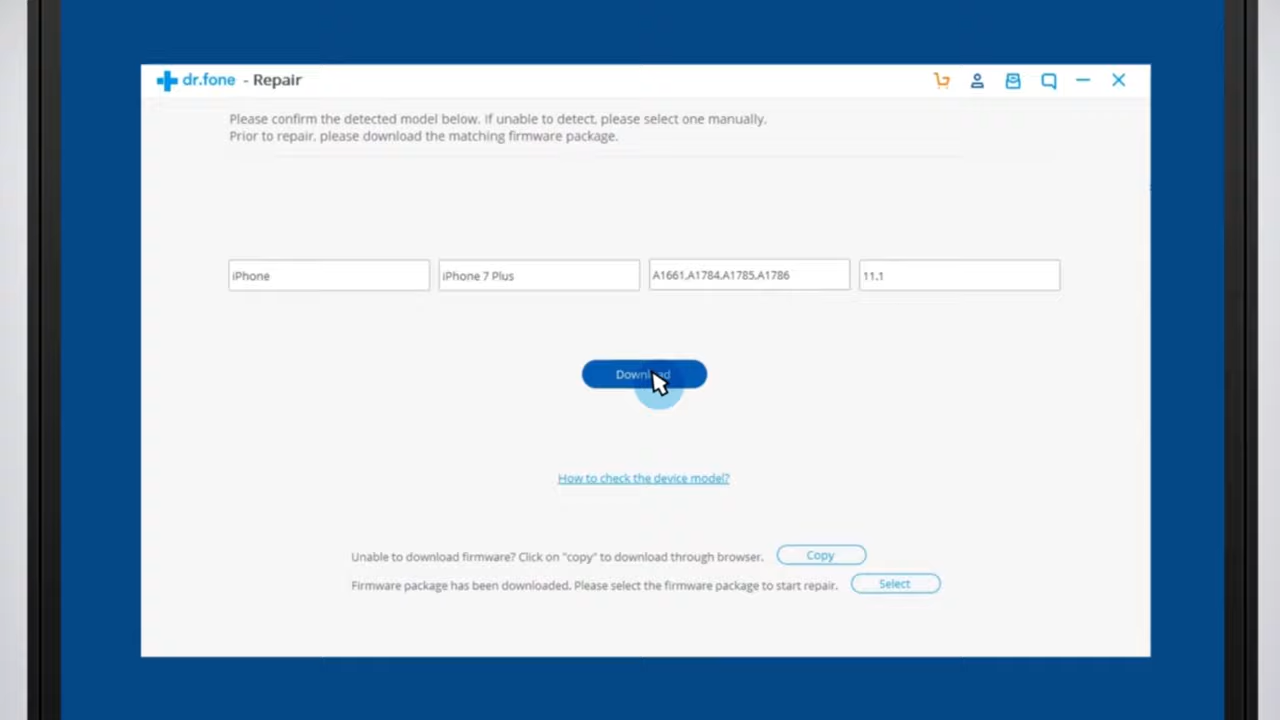 dr.fone - Repair
Please confirm the detected model below. If unable to detect, please select one manually.
Prior to repair, please download the matching firmware package.
iPhone
iPhone 7 Plus
A1661,A1784,A1785,A1786
11.1
Download
How to check the device model?
Unable to download firmware? Click on "copy" to download through browser.
Copy
Firmware package has been downloaded. Please select the firmware package to start repair.
Select